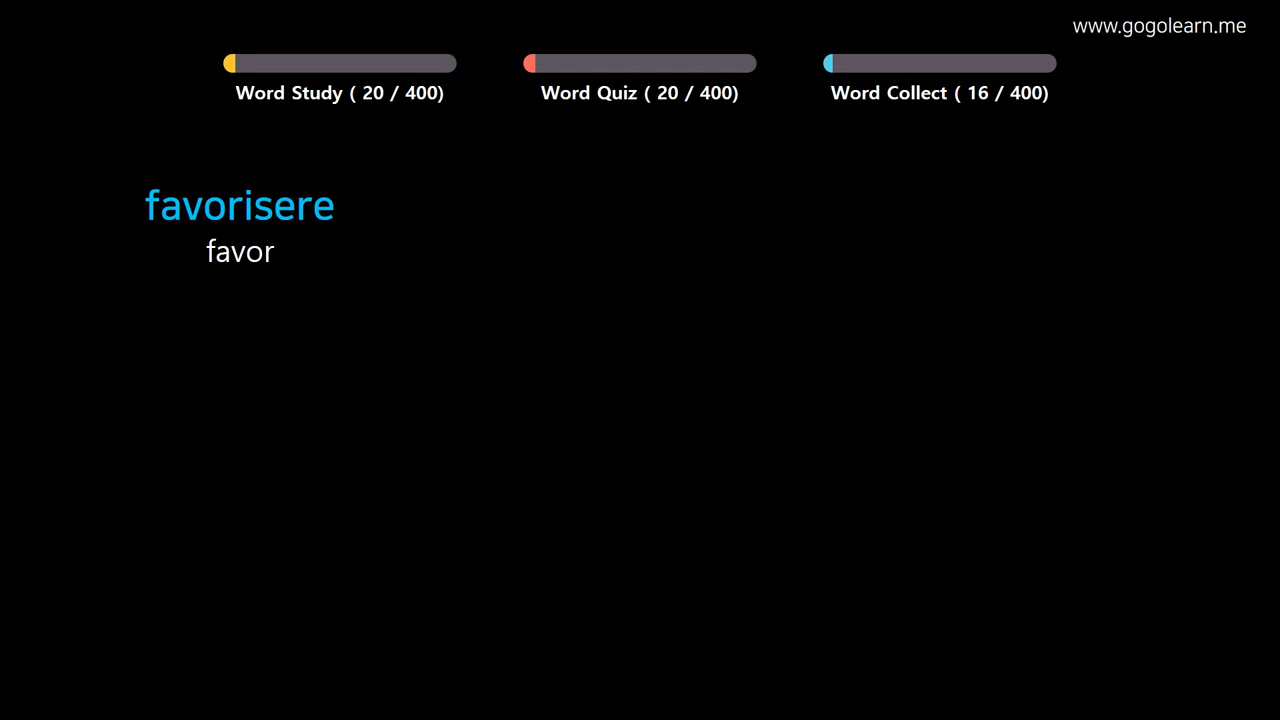 www.gogolearn.me
Word Study ( 20 / 400)
Word Quiz ( 20 / 400)
Word Collect ( 16 / 400)
favorisere
favor